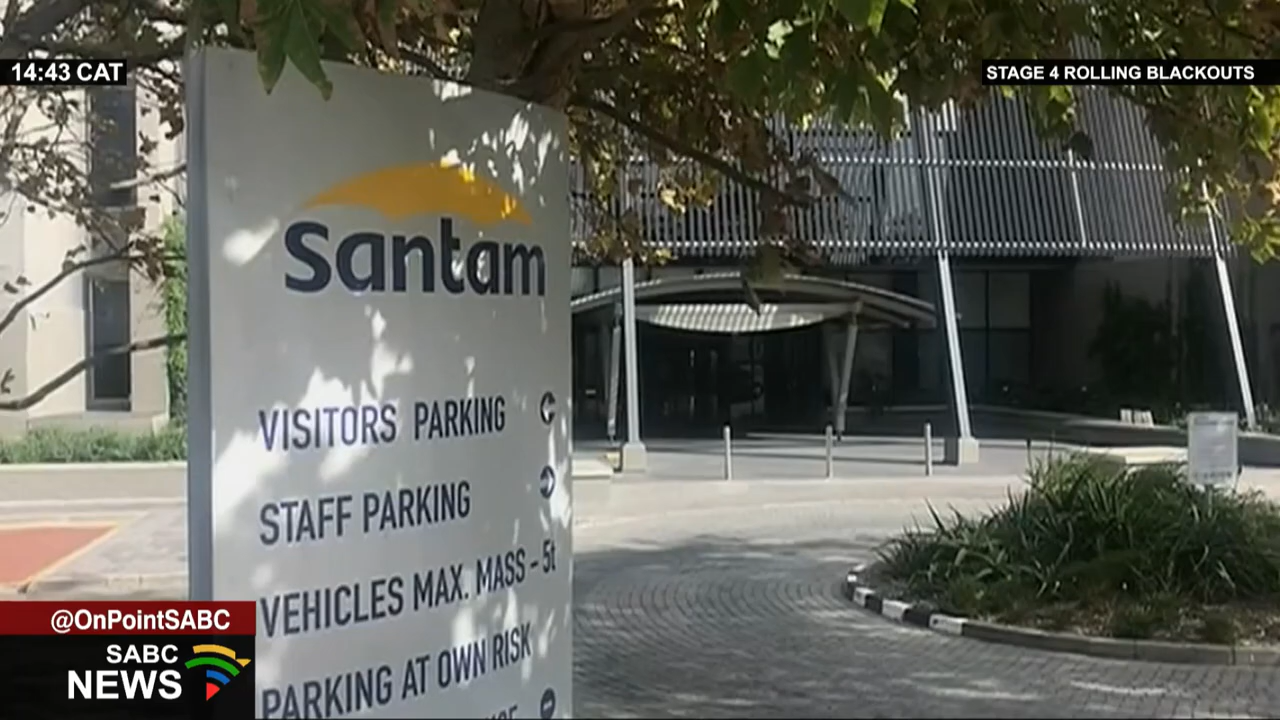 14:43 CAT
STAGE 4 ROLLING BLACKOUTS
Santam
VISITORS PARKING
STAFF PARKING
VEHICLES MAX. MASS - 5t
PARKING AT OWN RISK
@OnPointSABC
SABC
NEWS